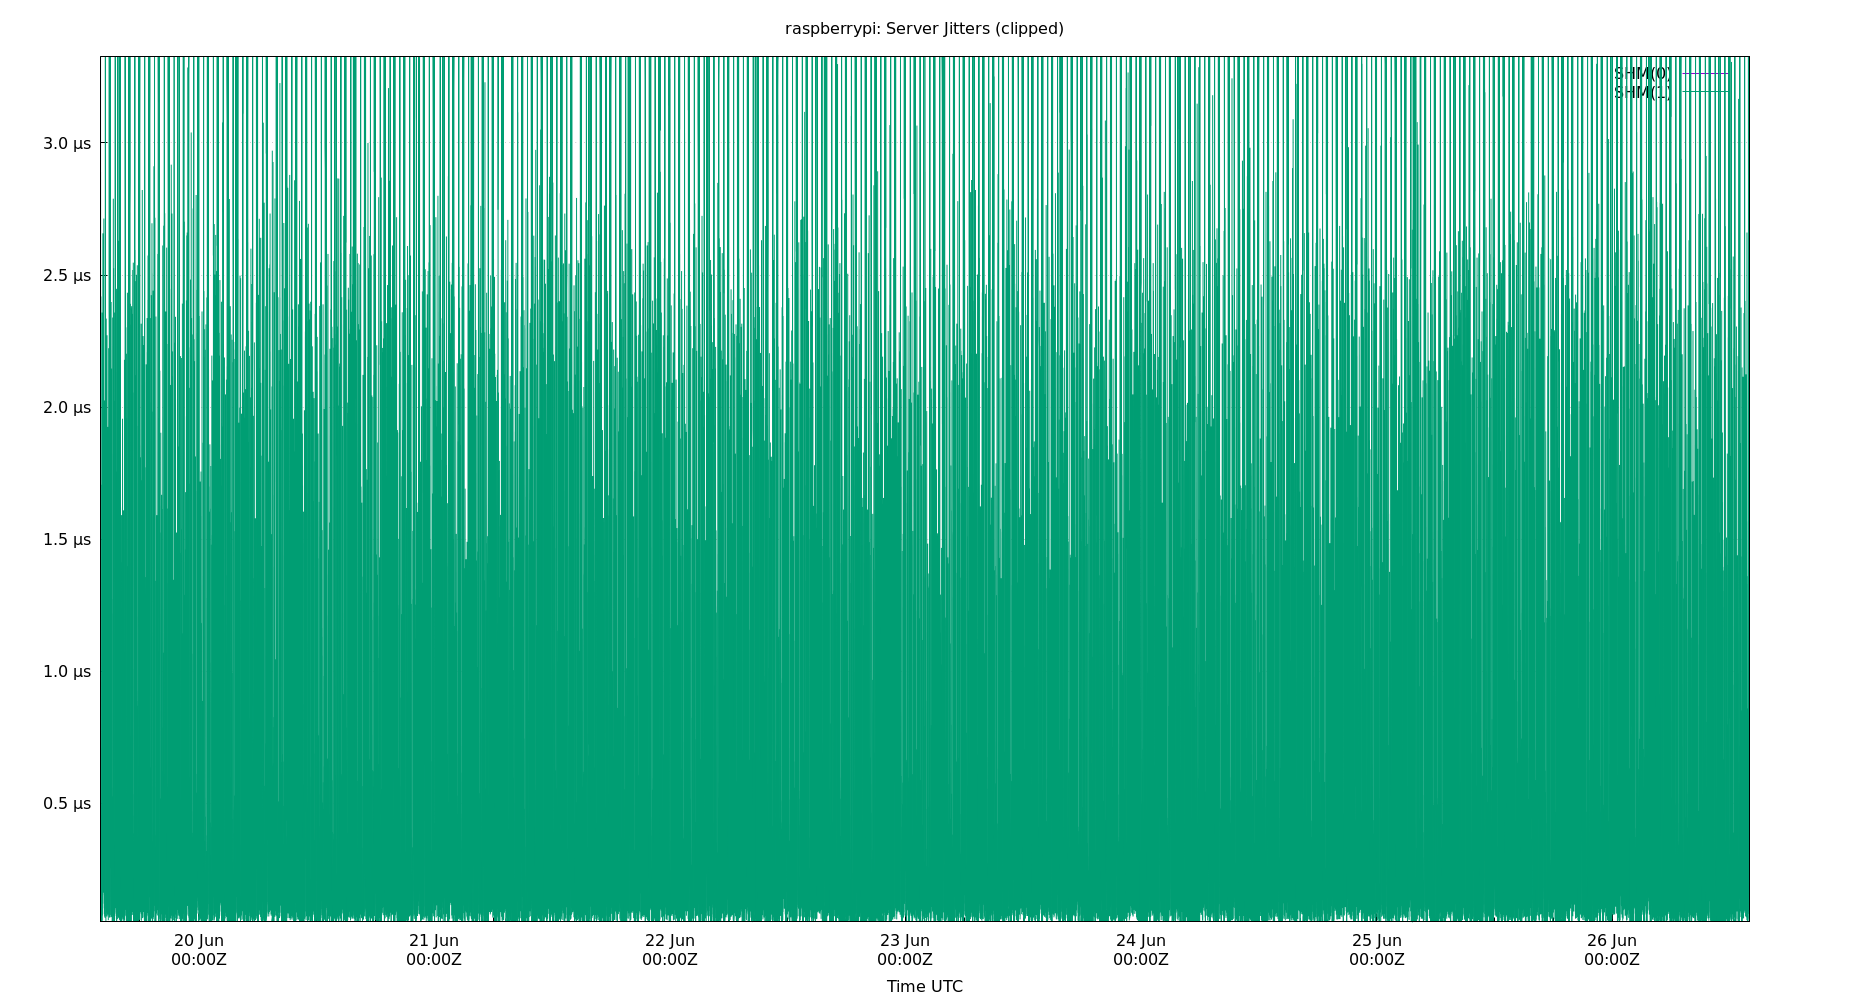 raspberrypi: Server Jitters (clipped)
SHM(0)
SHM(1)
3.0 µs
2.5 µs
2.0 µs
1.5 µs
1.0 µs
0.5 µs
20 Jun 21 Jun 22 Jun 23 Jun 24 Jun 25 Jun 26 Jun
00:00Z 00:00Z 00:00Z 00:00Z 00:00Z 00:00Z 00:00Z
Time UTC